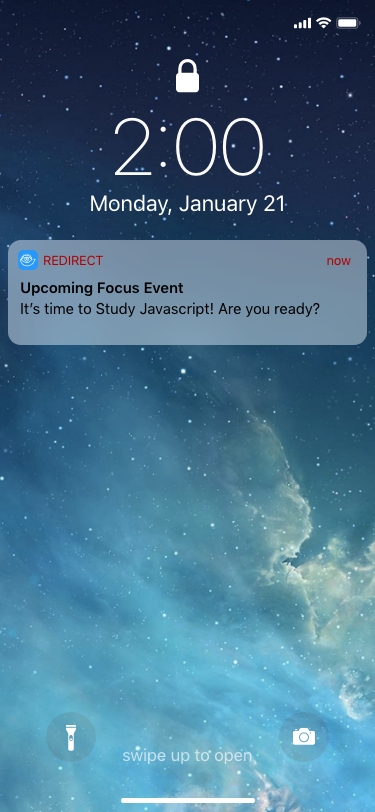 2:00
Monday, January 21
REDIRECT now
Upcoming Focus Event
It's time to Study Javascript! Are you ready?
swipe up to open